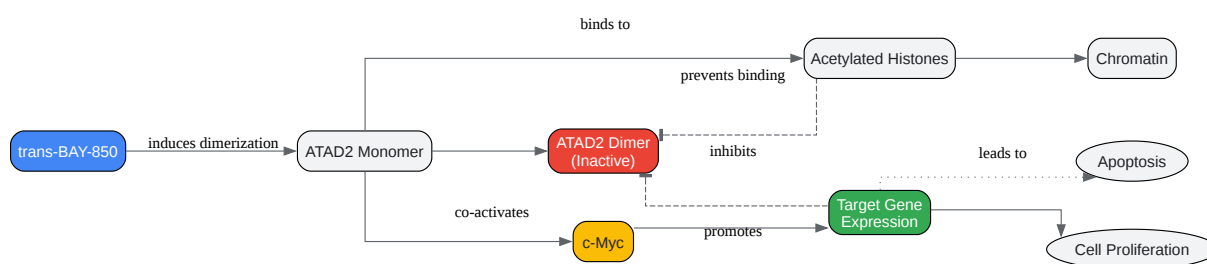 binds to
Acetylated Histones
Chromatin
prevents binding
trans-BAY-850
induces dimerization
ATAD2 Monomer
ATAD2 Dimer
(Inactive)
inhibits
leads to
Apoptosis
co-activates
c-Myc
promotes
Target Gene
Expression
Cell Proliferation